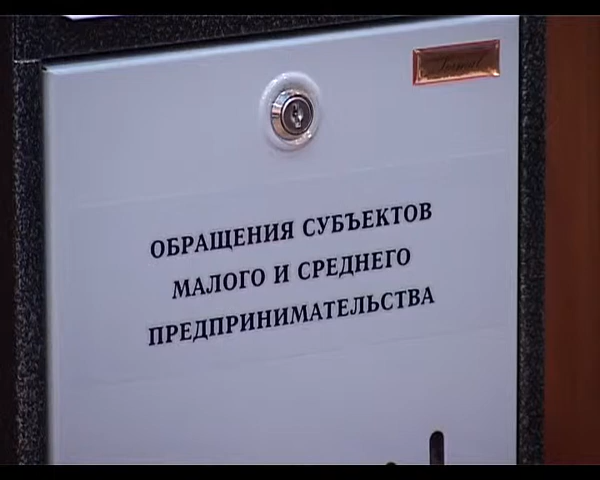 ОБРАЩЕНИЯ СУБЪЕКТОВ
МАЛОГО И СРЕДНЕГО
ПРЕДПРИНИМАТЕЛЬСТВА